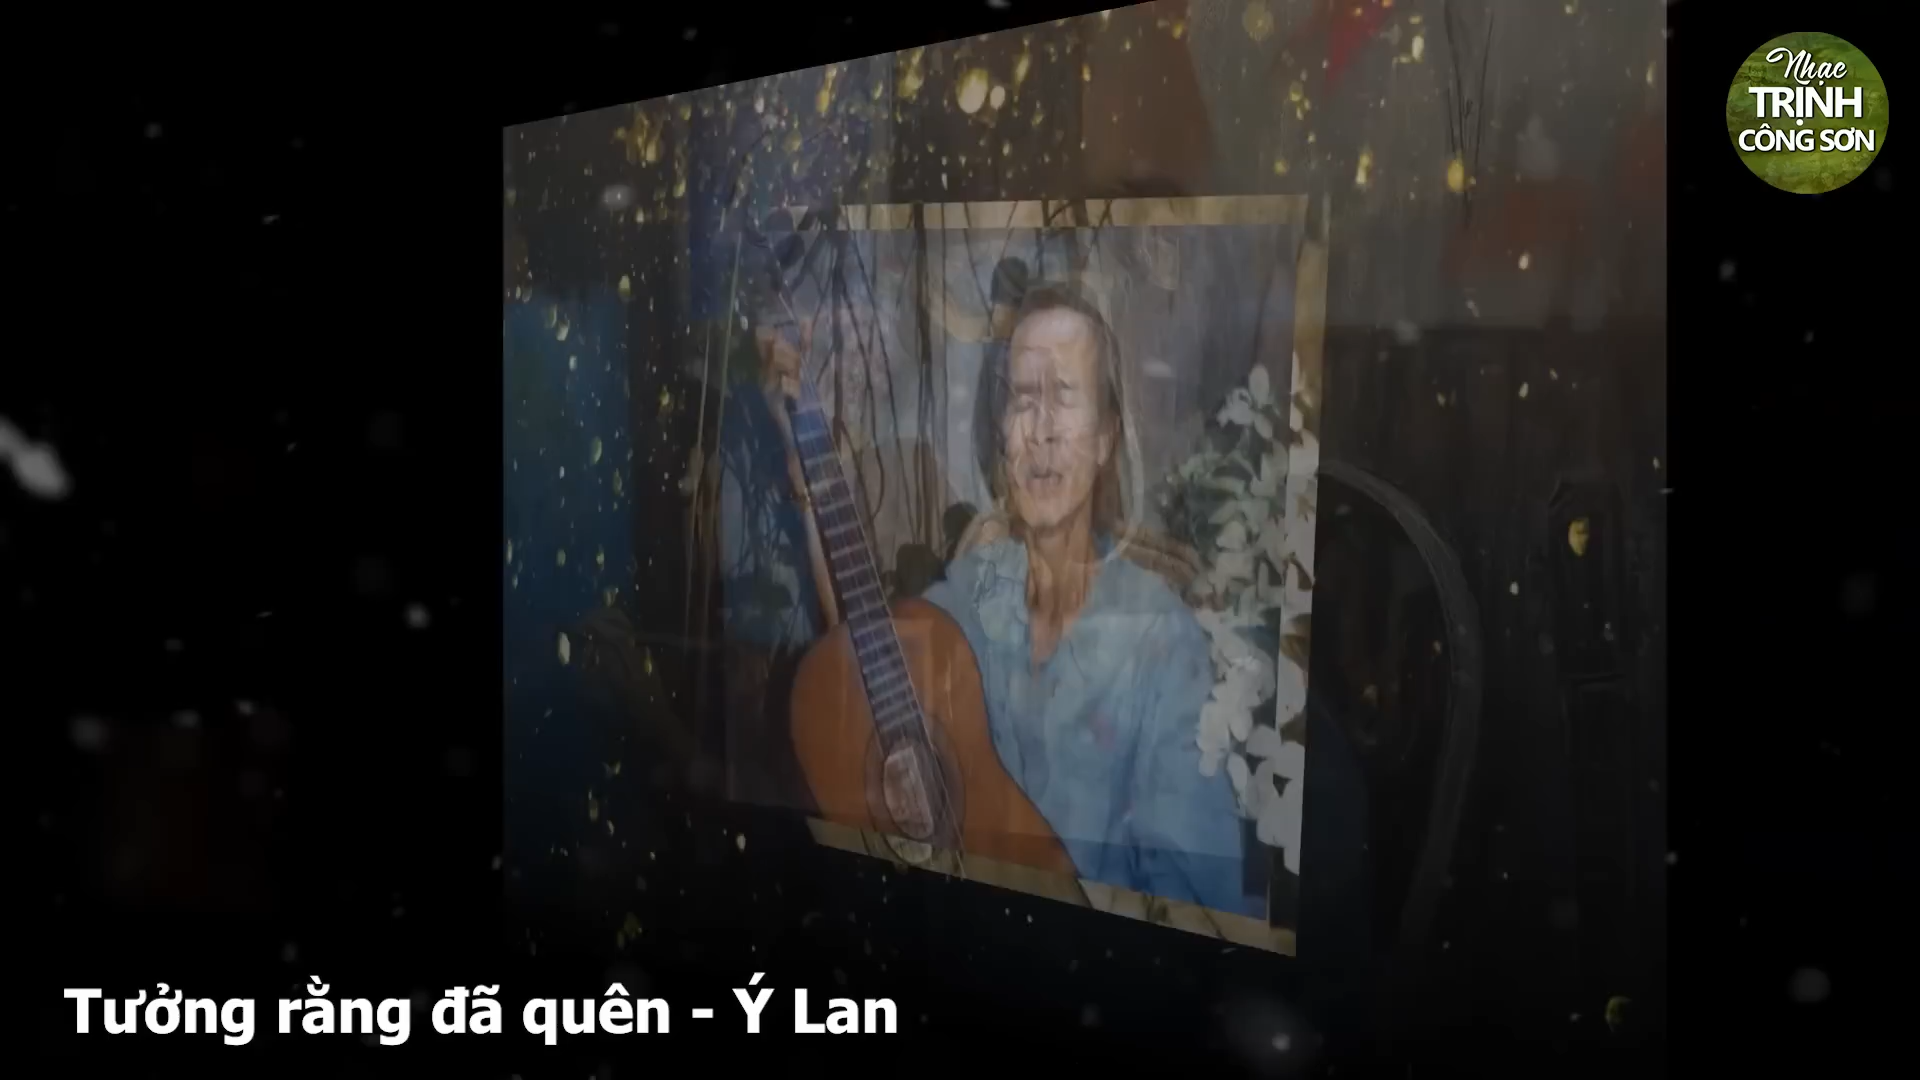 Nhạc
TRỊNH
CÔNG SƠN
Tưởng rằng đã quên - Ý Lan